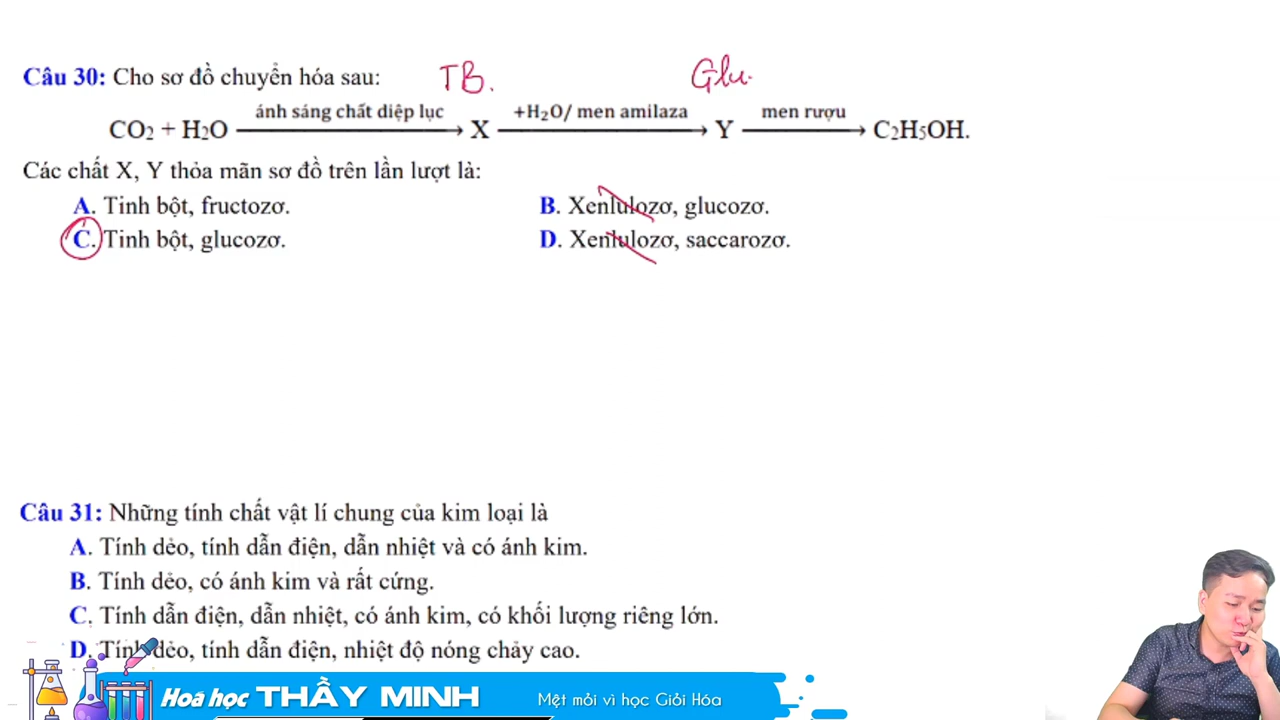 TB. Glu.
Câu 30: Cho sơ đồ chuyển hóa sau:
ánh sáng chất diệp lục +H2O/ men amilaza men rượu
CO2 + H2O → X → Y → C2H5OH.
Các chất X, Y thỏa mãn sơ đồ trên lần lượt là:
A. Tinh bột, fructozơ. B. Xenlulozơ, glucozơ.
C. Tinh bột, glucozơ. D. Xenlulozơ, saccarozơ.
Câu 31: Những tính chất vật lí chung của kim loại là
A. Tính dẻo, tính dẫn điện, dẫn nhiệt và có ánh kim.
B. Tính dẻo, có ánh kim và rất cứng.
C. Tính dẫn điện, dẫn nhiệt, có ánh kim, có khối lượng riêng lớn.
D. Tính dẻo, tính dẫn điện, nhiệt độ nóng chảy cao.
Hoá học THẦY MINH Mệt mỏi vì học Giỏi Hóa